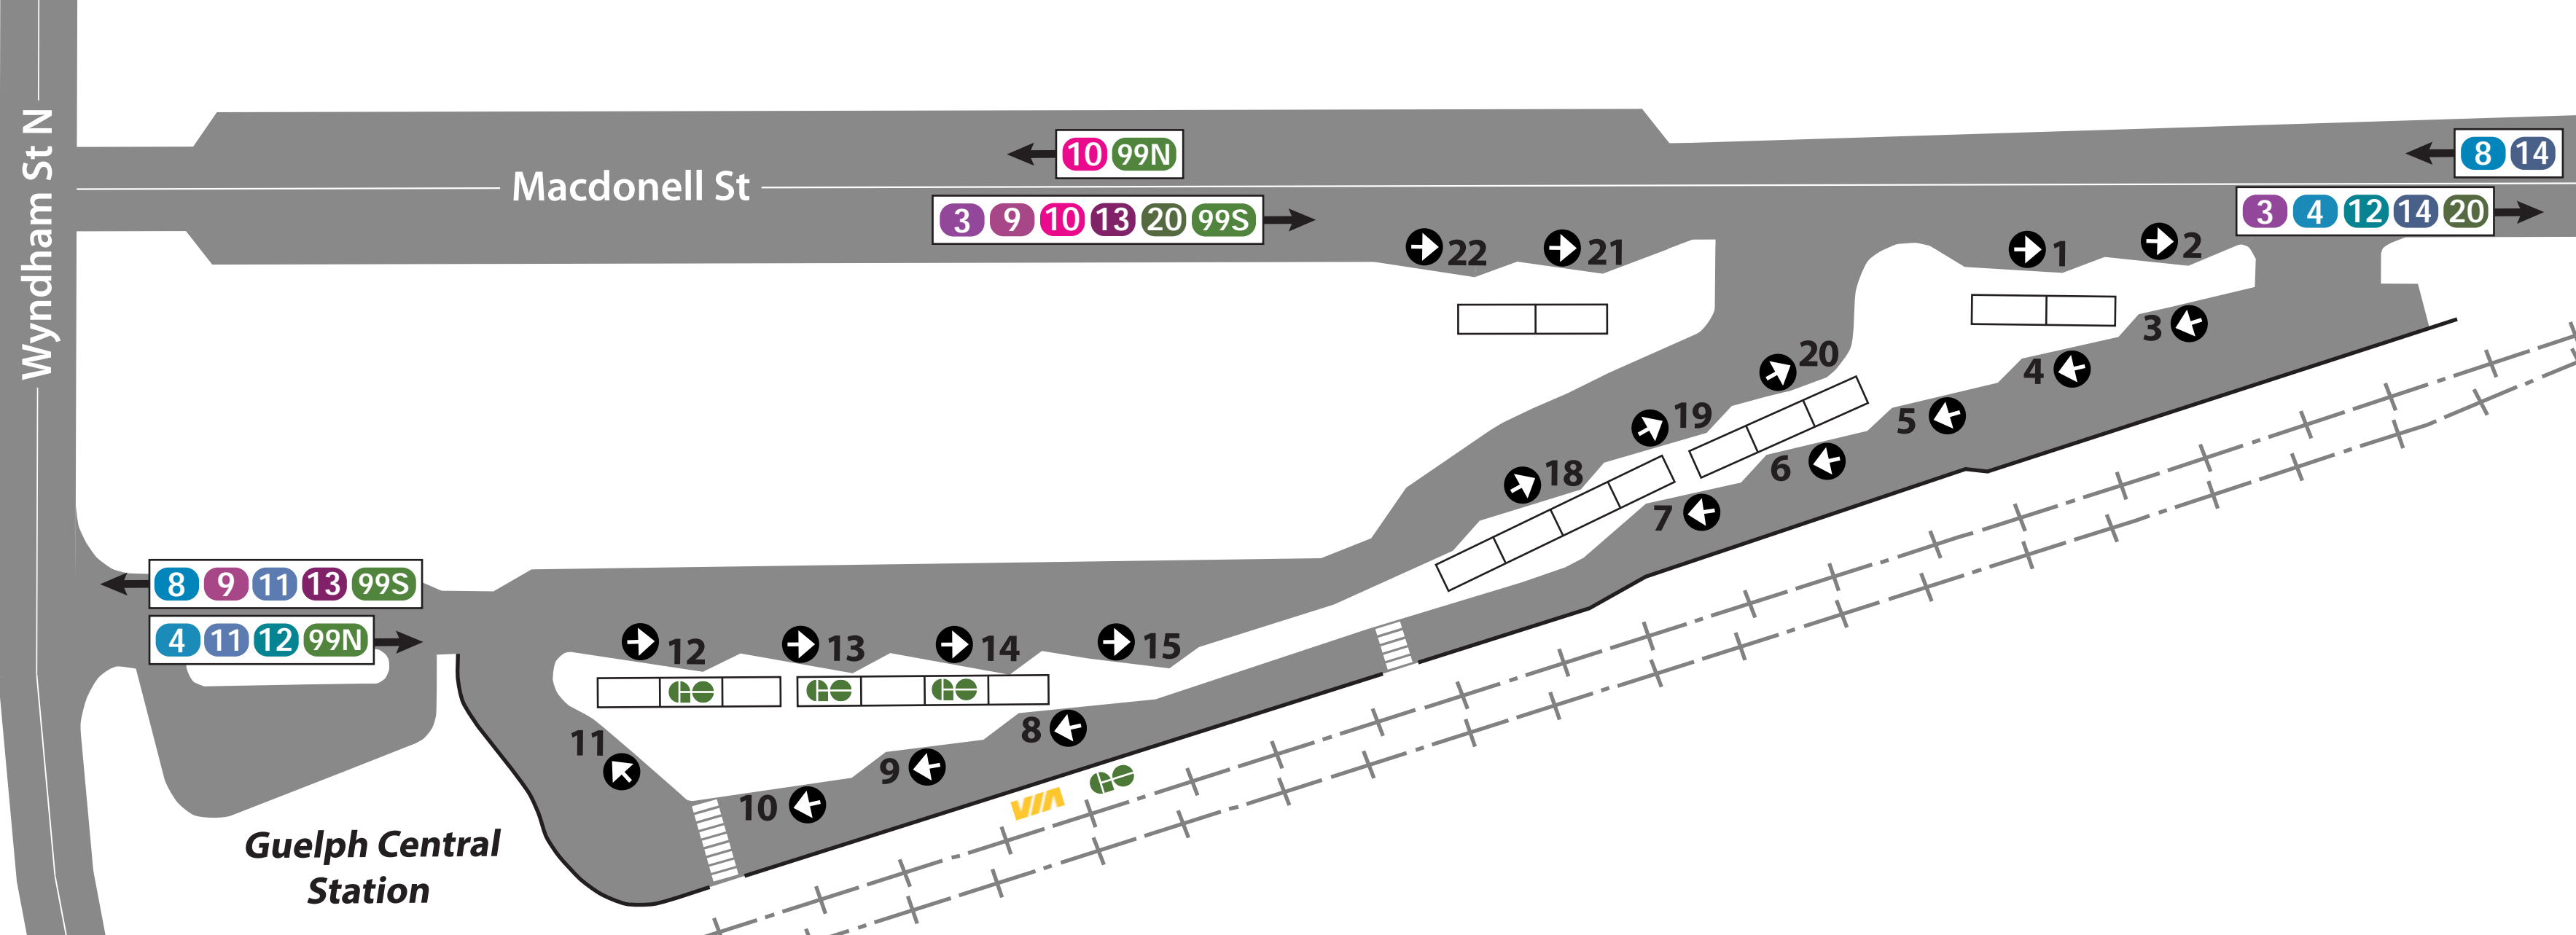 Wyndham St N
Macdonell St
10 99N
3 9 10 13 20 99S
8 14
3 4 12 14 20
22 21
1 2
3
4
5
6
7
20
19
18
8 9 11 13 99S
4 11 12 99N
12 13 14 15
GO GO GO
11
8
9
10
VIA GO
Guelph Central
Station